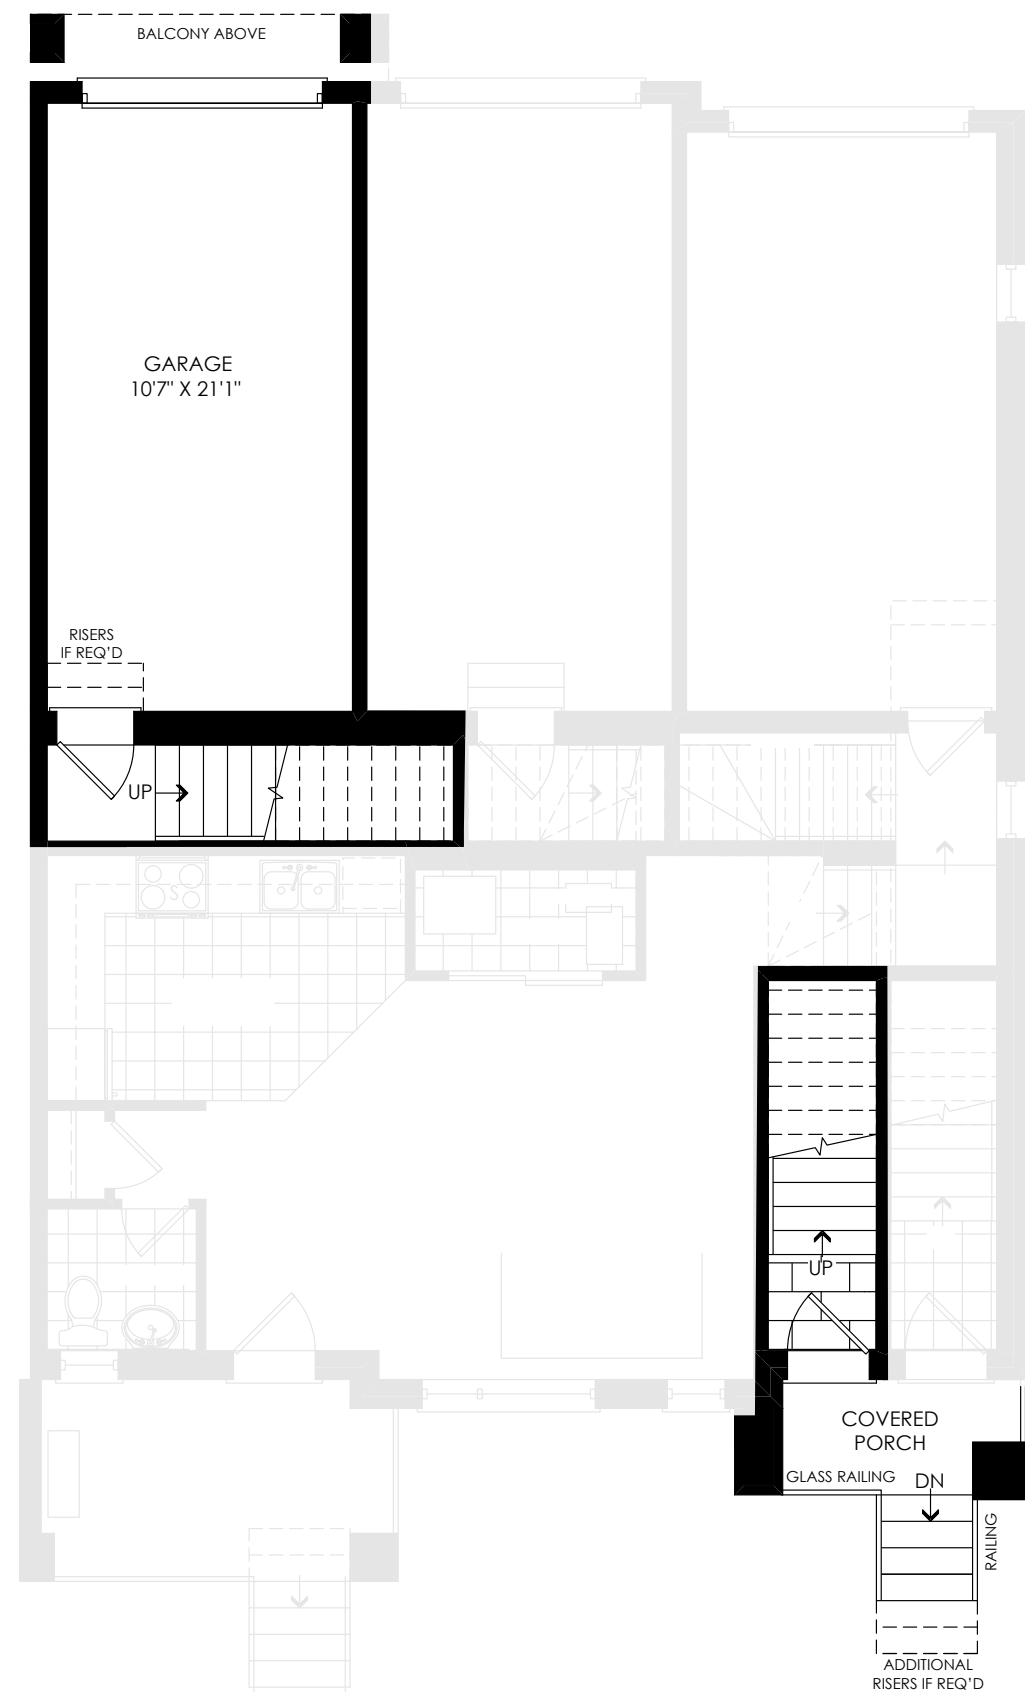 BALCONY ABOVE
GARAGE
10'7" X 21'1"
RISERS
IF REQ'D
UP
S
UP
COVERED
PORCH
GLASS RAILING
DN
RAILING
ADDITIONAL
RISERS IF REQ'D